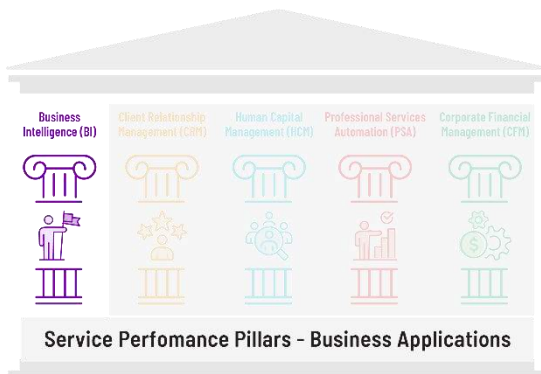 Business
Intelligence (BI)
Client Relationship
Management (CRM)
Human Capital
Management (HCM)
Professional Services
Automation (PSA)
Corporate Financial
Management (CFM)
$
Service Perfomance Pillars - Business Applications